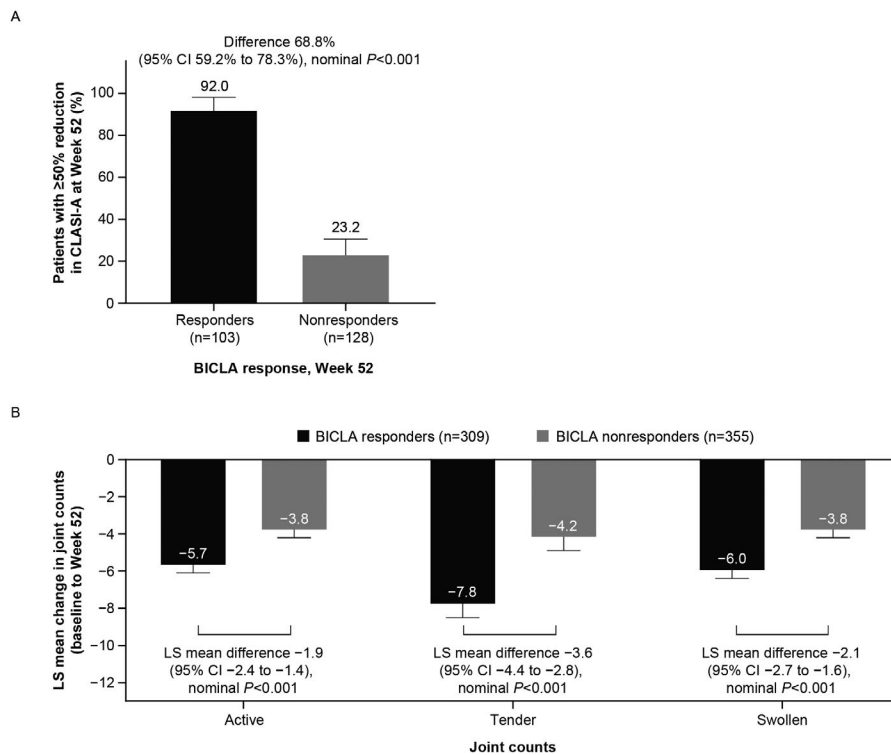 A
Difference 68.8%
(95% CI 59.2% to 78.3%), nominal P<0.001
Patients with ≥50% reduction
in CLASI-A at Week 52 (%)
100
80
60
40
20
0
92.0
23.2
Responders
(n=103)
Nonresponders
(n=128)
BICLA response, Week 52
B
BICLA responders (n=309)
BICLA nonresponders (n=355)
LS mean change in joint counts
(baseline to Week 52)
0
−2
−4
−6
−8
−10
−12
−5.7
−3.8
−7.8
−4.2
−6.0
−3.8
LS mean difference −1.9
(95% CI −2.4 to −1.4),
nominal P<0.001
LS mean difference −3.6
(95% CI −4.4 to −2.8),
nominal P<0.001
LS mean difference −2.1
(95% CI −2.7 to −1.6),
nominal P<0.001
Active
Tender
Swollen
Joint counts